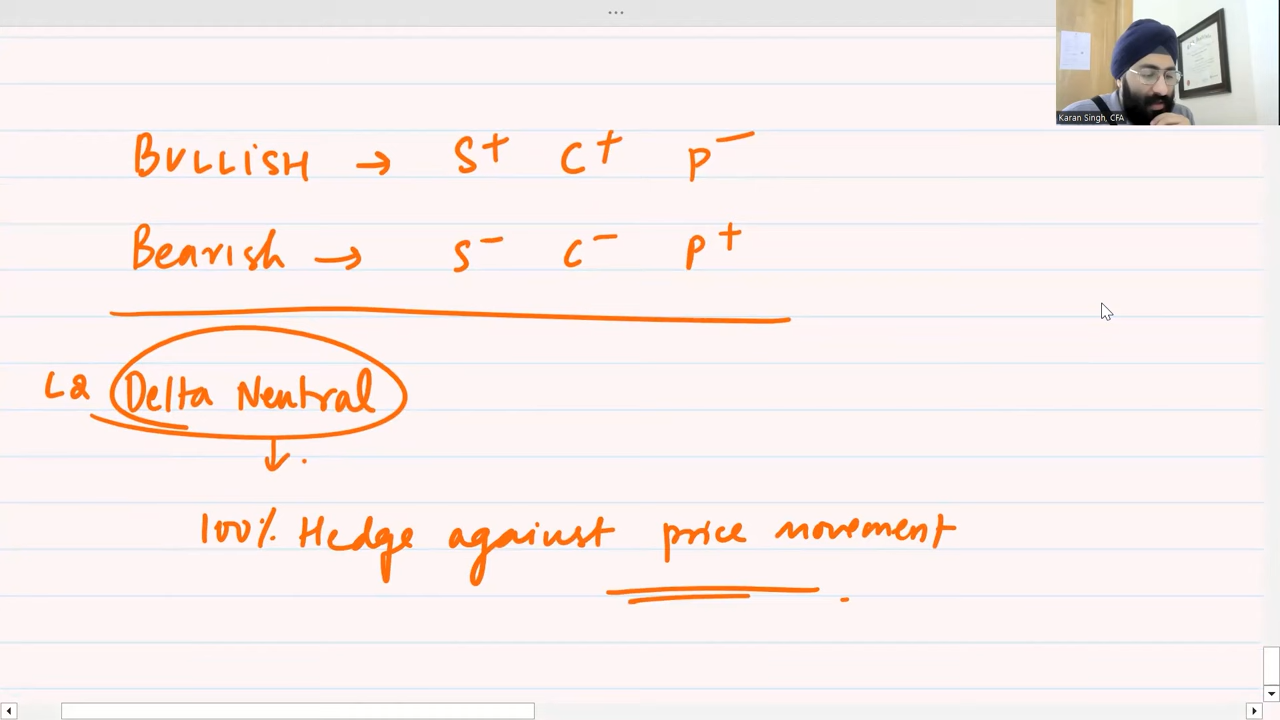 BULLISH → S+ C+ P−
Bearish → S− C− P+
L2 Delta Neutral
100% Hedge against price movement
Karan Singh, CFA